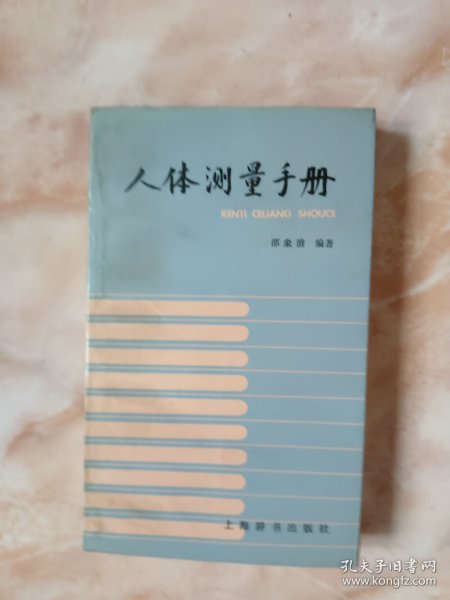 人体测量手册
RENTI CELIANG SHOUCE
邵象清 编著
上海辞书出版社
孔夫子旧书网
www.kongfz.com